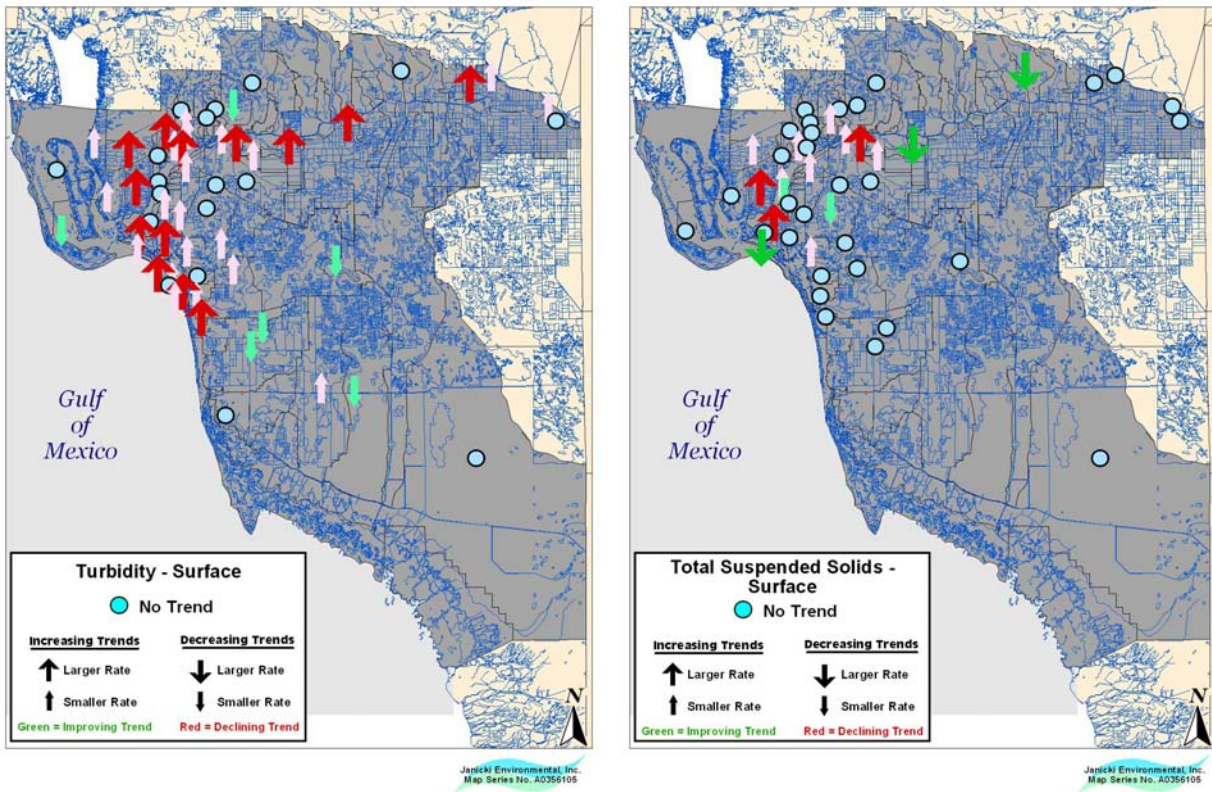 Gulf
of
Mexico
Turbidity - Surface
No Trend
Increasing Trends
Decreasing Trends
Larger Rate
Larger Rate
Smaller Rate
Smaller Rate
Green = Improving Trend
Red = Declining Trend
N
Janicki Environmental, Inc.
Map Series No. A0356105
Gulf
of
Mexico
Total Suspended Solids -
Surface
No Trend
Increasing Trends
Decreasing Trends
Larger Rate
Larger Rate
Smaller Rate
Smaller Rate
Green = Improving Trend
Red = Declining Trend
N
Janicki Environmental, Inc.
Map Series No. A0356105